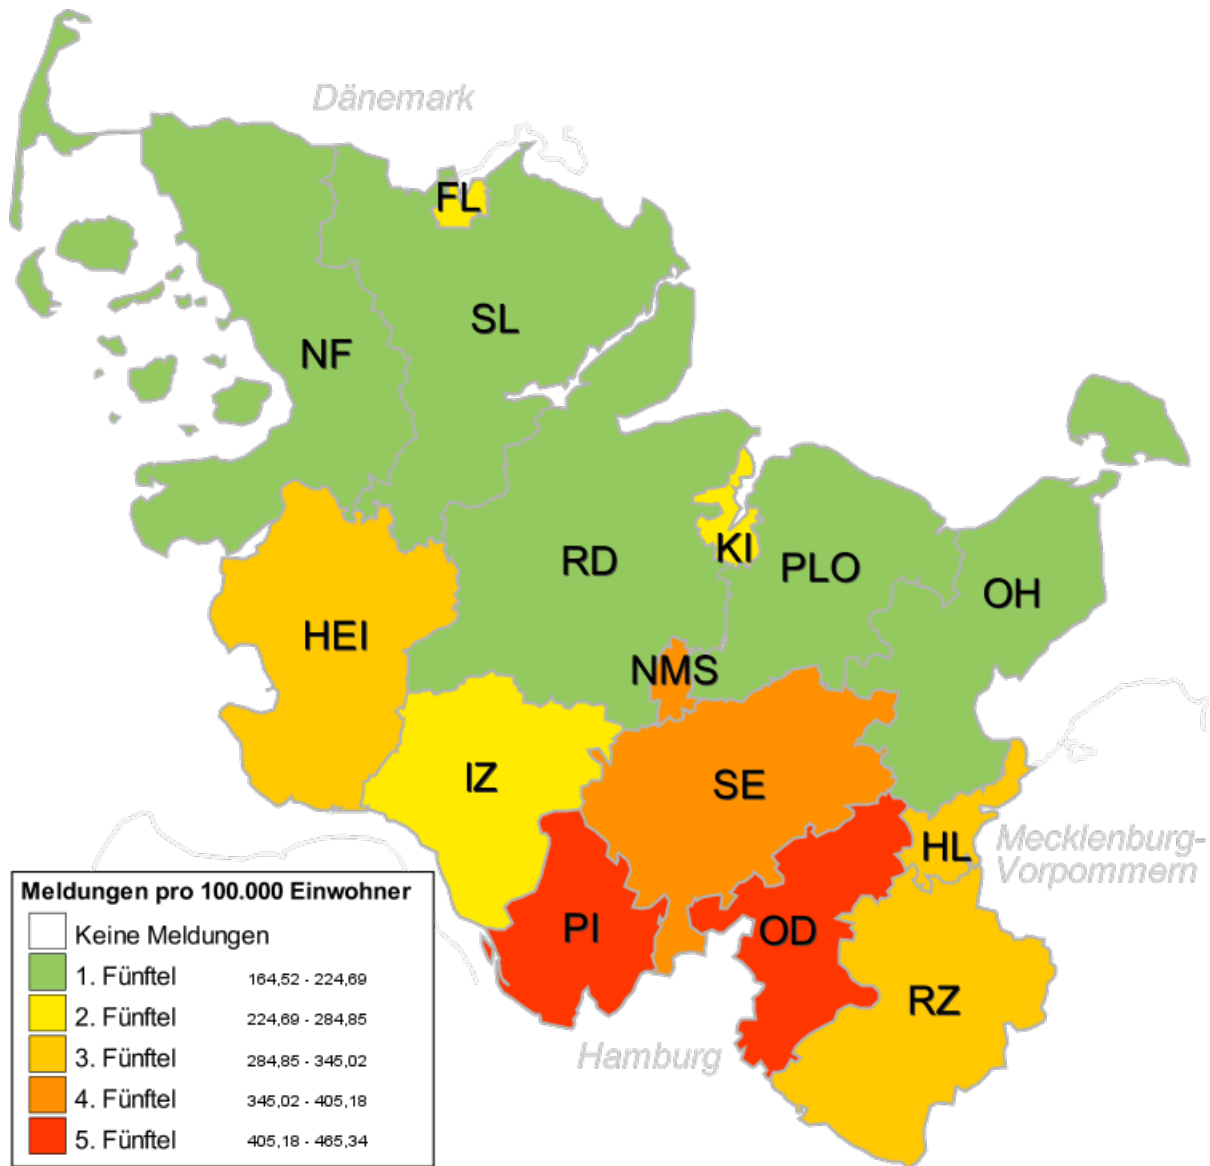 Dänemark
FL
SL
NF
KI
RD
PLO
OH
HEI
NMS
IZ
SE
HL
Mecklenburg-
Vorpommern
PI
OD
RZ
Hamburg
Meldungen pro 100.000 Einwohner
Keine Meldungen
1. Fünftel 164,52 - 224,69
2. Fünftel 224,69 - 284,85
3. Fünftel 284,85 - 345,02
4. Fünftel 345,02 - 405,18
5. Fünftel 405,18 - 465,34